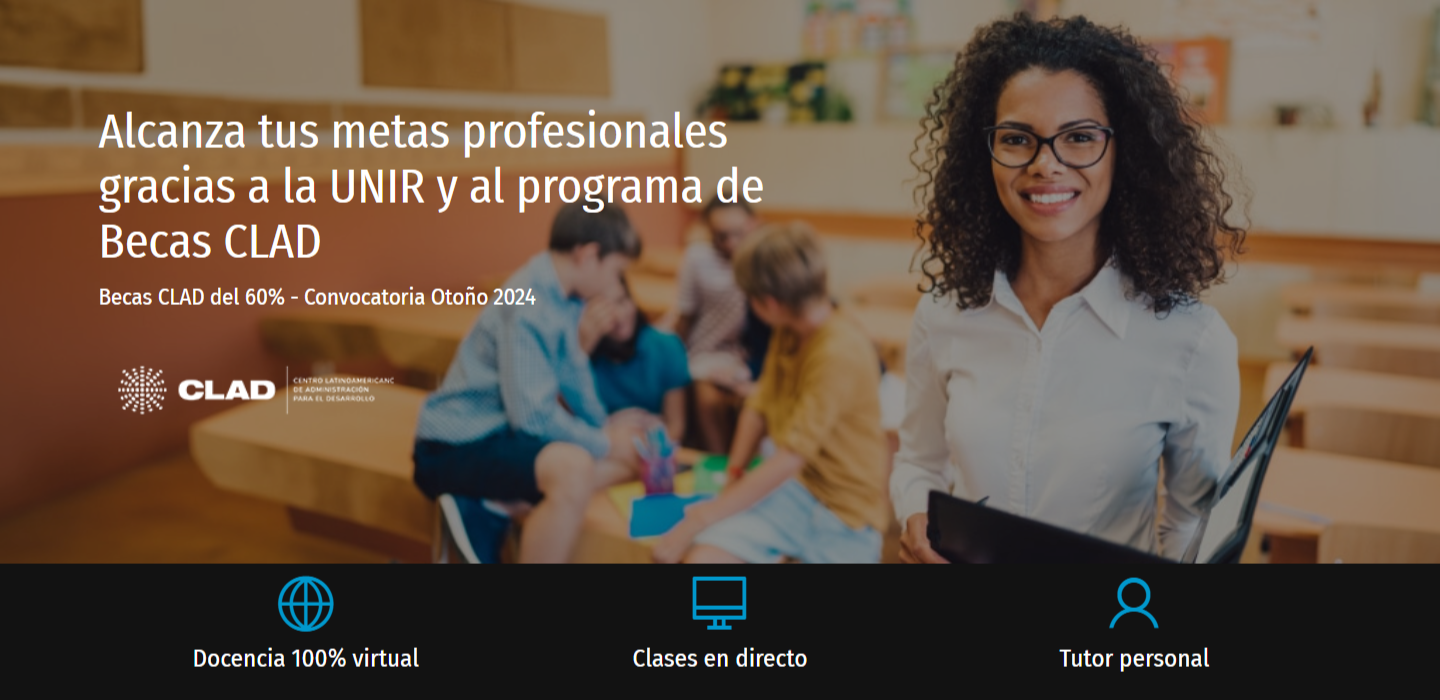 Alcanza tus metas profesionales
gracias a la UNIR y al programa de
Becas CLAD
Becas CLAD del 60% - Convocatoria Otoño 2024
CLAD
CENTRO LATINOAMERICANO
DE ADMINISTRACIÓN
PARA EL DESARROLLO
Docencia 100% virtual
Clases en directo
Tutor personal